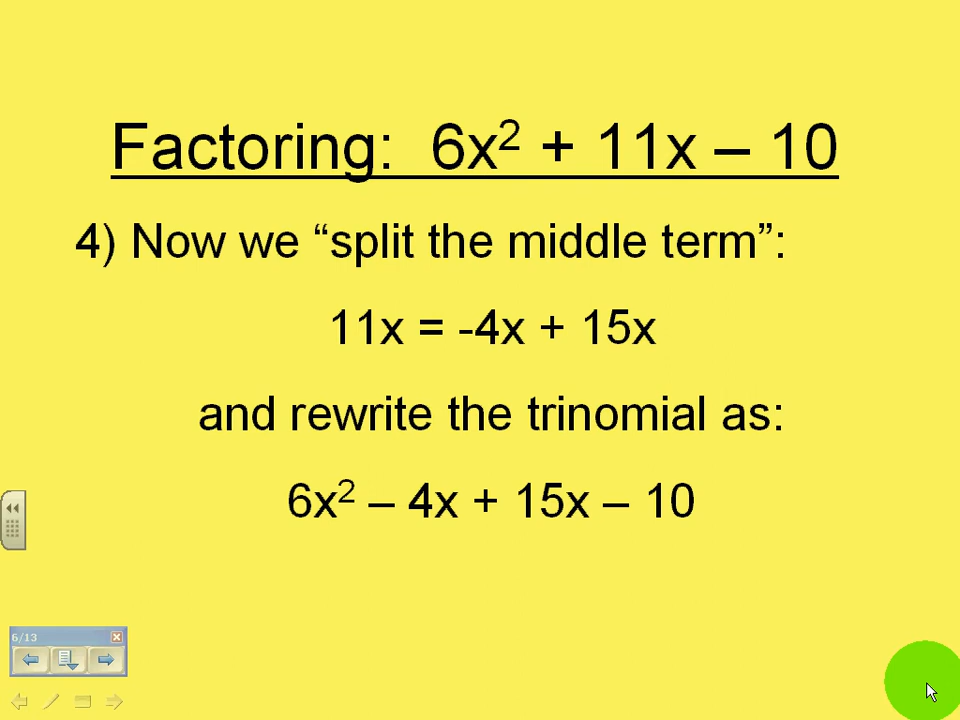 Factoring:  6x² + 11x – 10
4) Now we “split the middle term”:
11x = -4x + 15x
and rewrite the trinomial as:
6x² – 4x + 15x – 10
6/13